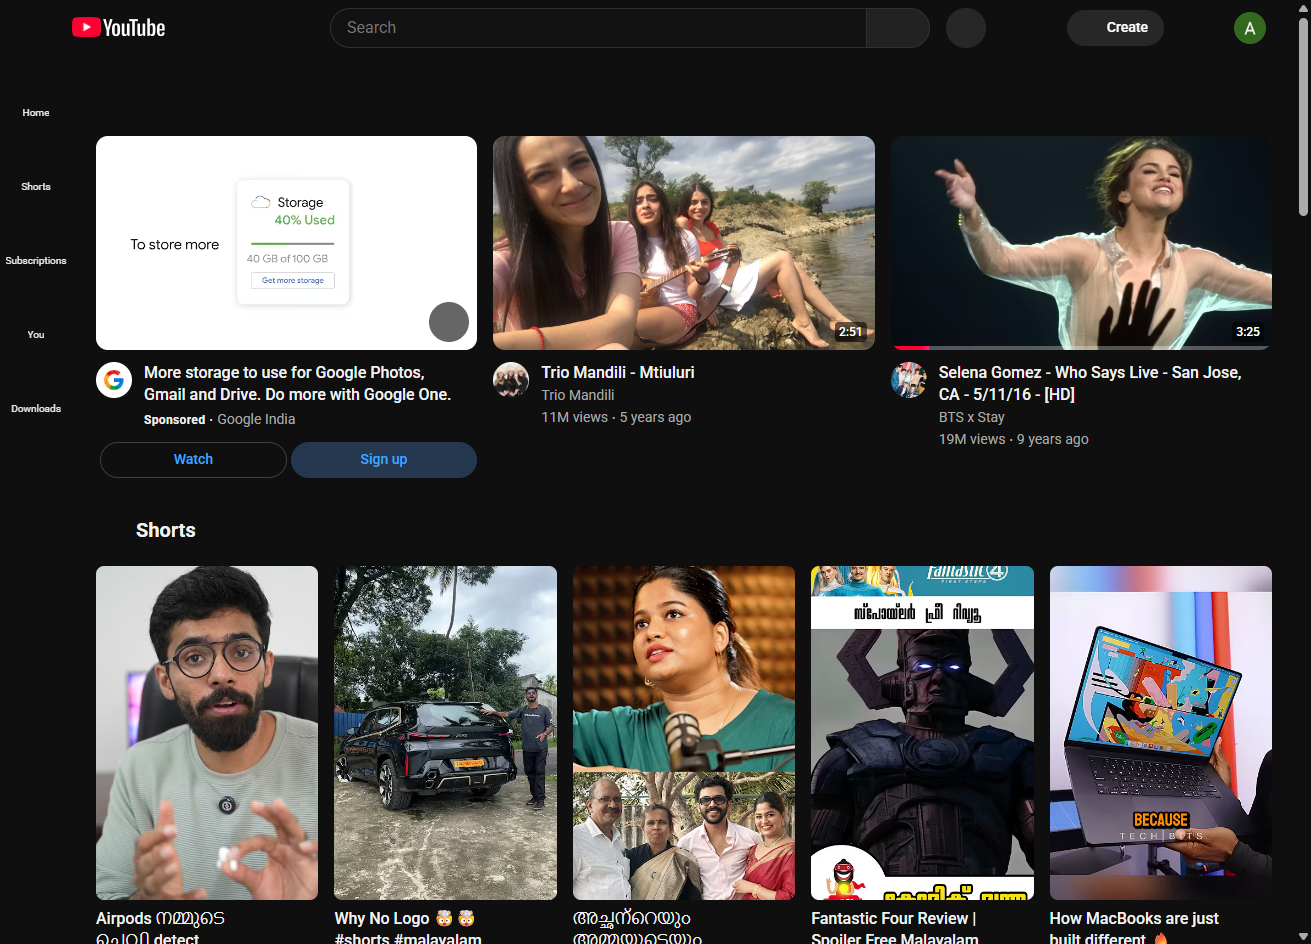 YouTube
Search
Create
A
Home
Shorts
Subscriptions
You
Downloads
To store more
Storage
40% Used
40 GB of 100 GB
Get more storage
2:51
3:25
More storage to use for Google Photos,
Gmail and Drive. Do more with Google One.
Sponsored · Google India
Watch
Sign up
Trio Mandili - Mtiuluri
Trio Mandili
11M views · 5 years ago
Selena Gomez - Who Says Live - San Jose,
CA - 5/11/16 - [HD]
BTS x Stay
19M views · 9 years ago
Shorts
fantastic 4
FIRST STEPS
സ്പോയ്ലർ ഫ്രീ റിവ്യൂ
BECAUSE
TECH|BITS
Airpods നമ്മുടെ
ചെവി detect
Why No Logo 🤯 🤯
#shorts #malayalam
അച്ഛന്റെയും
അമ്മയുടെയും
Fantastic Four Review |
Spoiler Free Malayalam
How MacBooks are just
built different 🔥